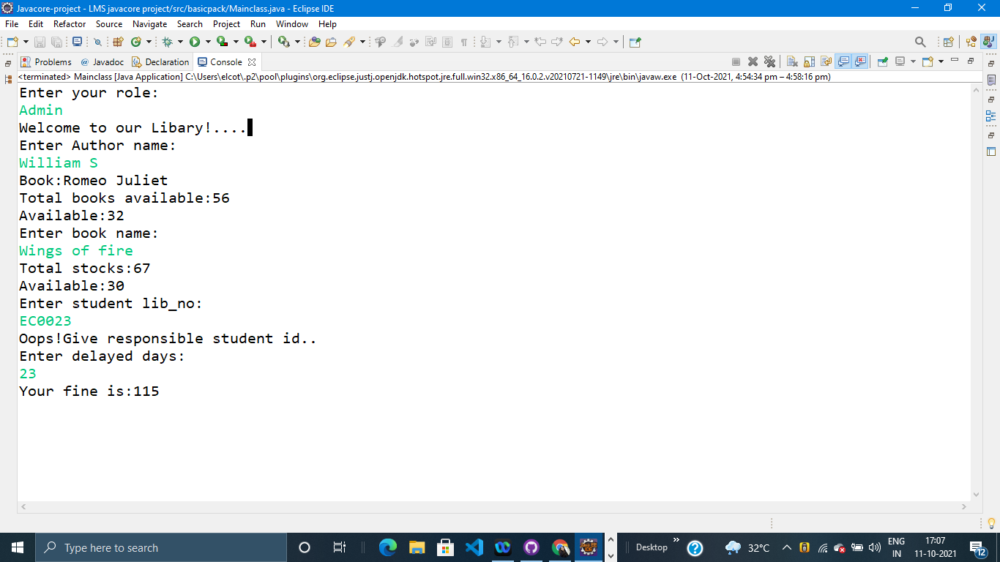 Javacore-project - LMS javacore project/src/basicpack/Mainclass.java - Eclipse IDE
File Edit Refactor Source Navigate Search Project Run Window Help
Problems @ Javadoc Declaration Console
<terminated> Mainclass [Java Application] C:\Users\elcot\.p2\pool\plugins\org.eclipse.justj.openjdk.hotspot.jre.full.win32.x86_64_16.0.2.v20210721-1149\jre\bin\javaw.exe (11-Oct-2021, 4:54:34 pm – 4:58:16 pm)
Enter your role:
Admin
Welcome to our Libary!....
Enter Author name:
William S
Book:Romeo Juliet
Total books available:56
Available:32
Enter book name:
Wings of fire
Total stocks:67
Available:30
Enter student lib_no:
EC0023
Oops!Give responsible student id..
Enter delayed days:
23
Your fine is:115
Type here to search
Desktop
32°C
ENG
IN
17:07
11-10-2021
12